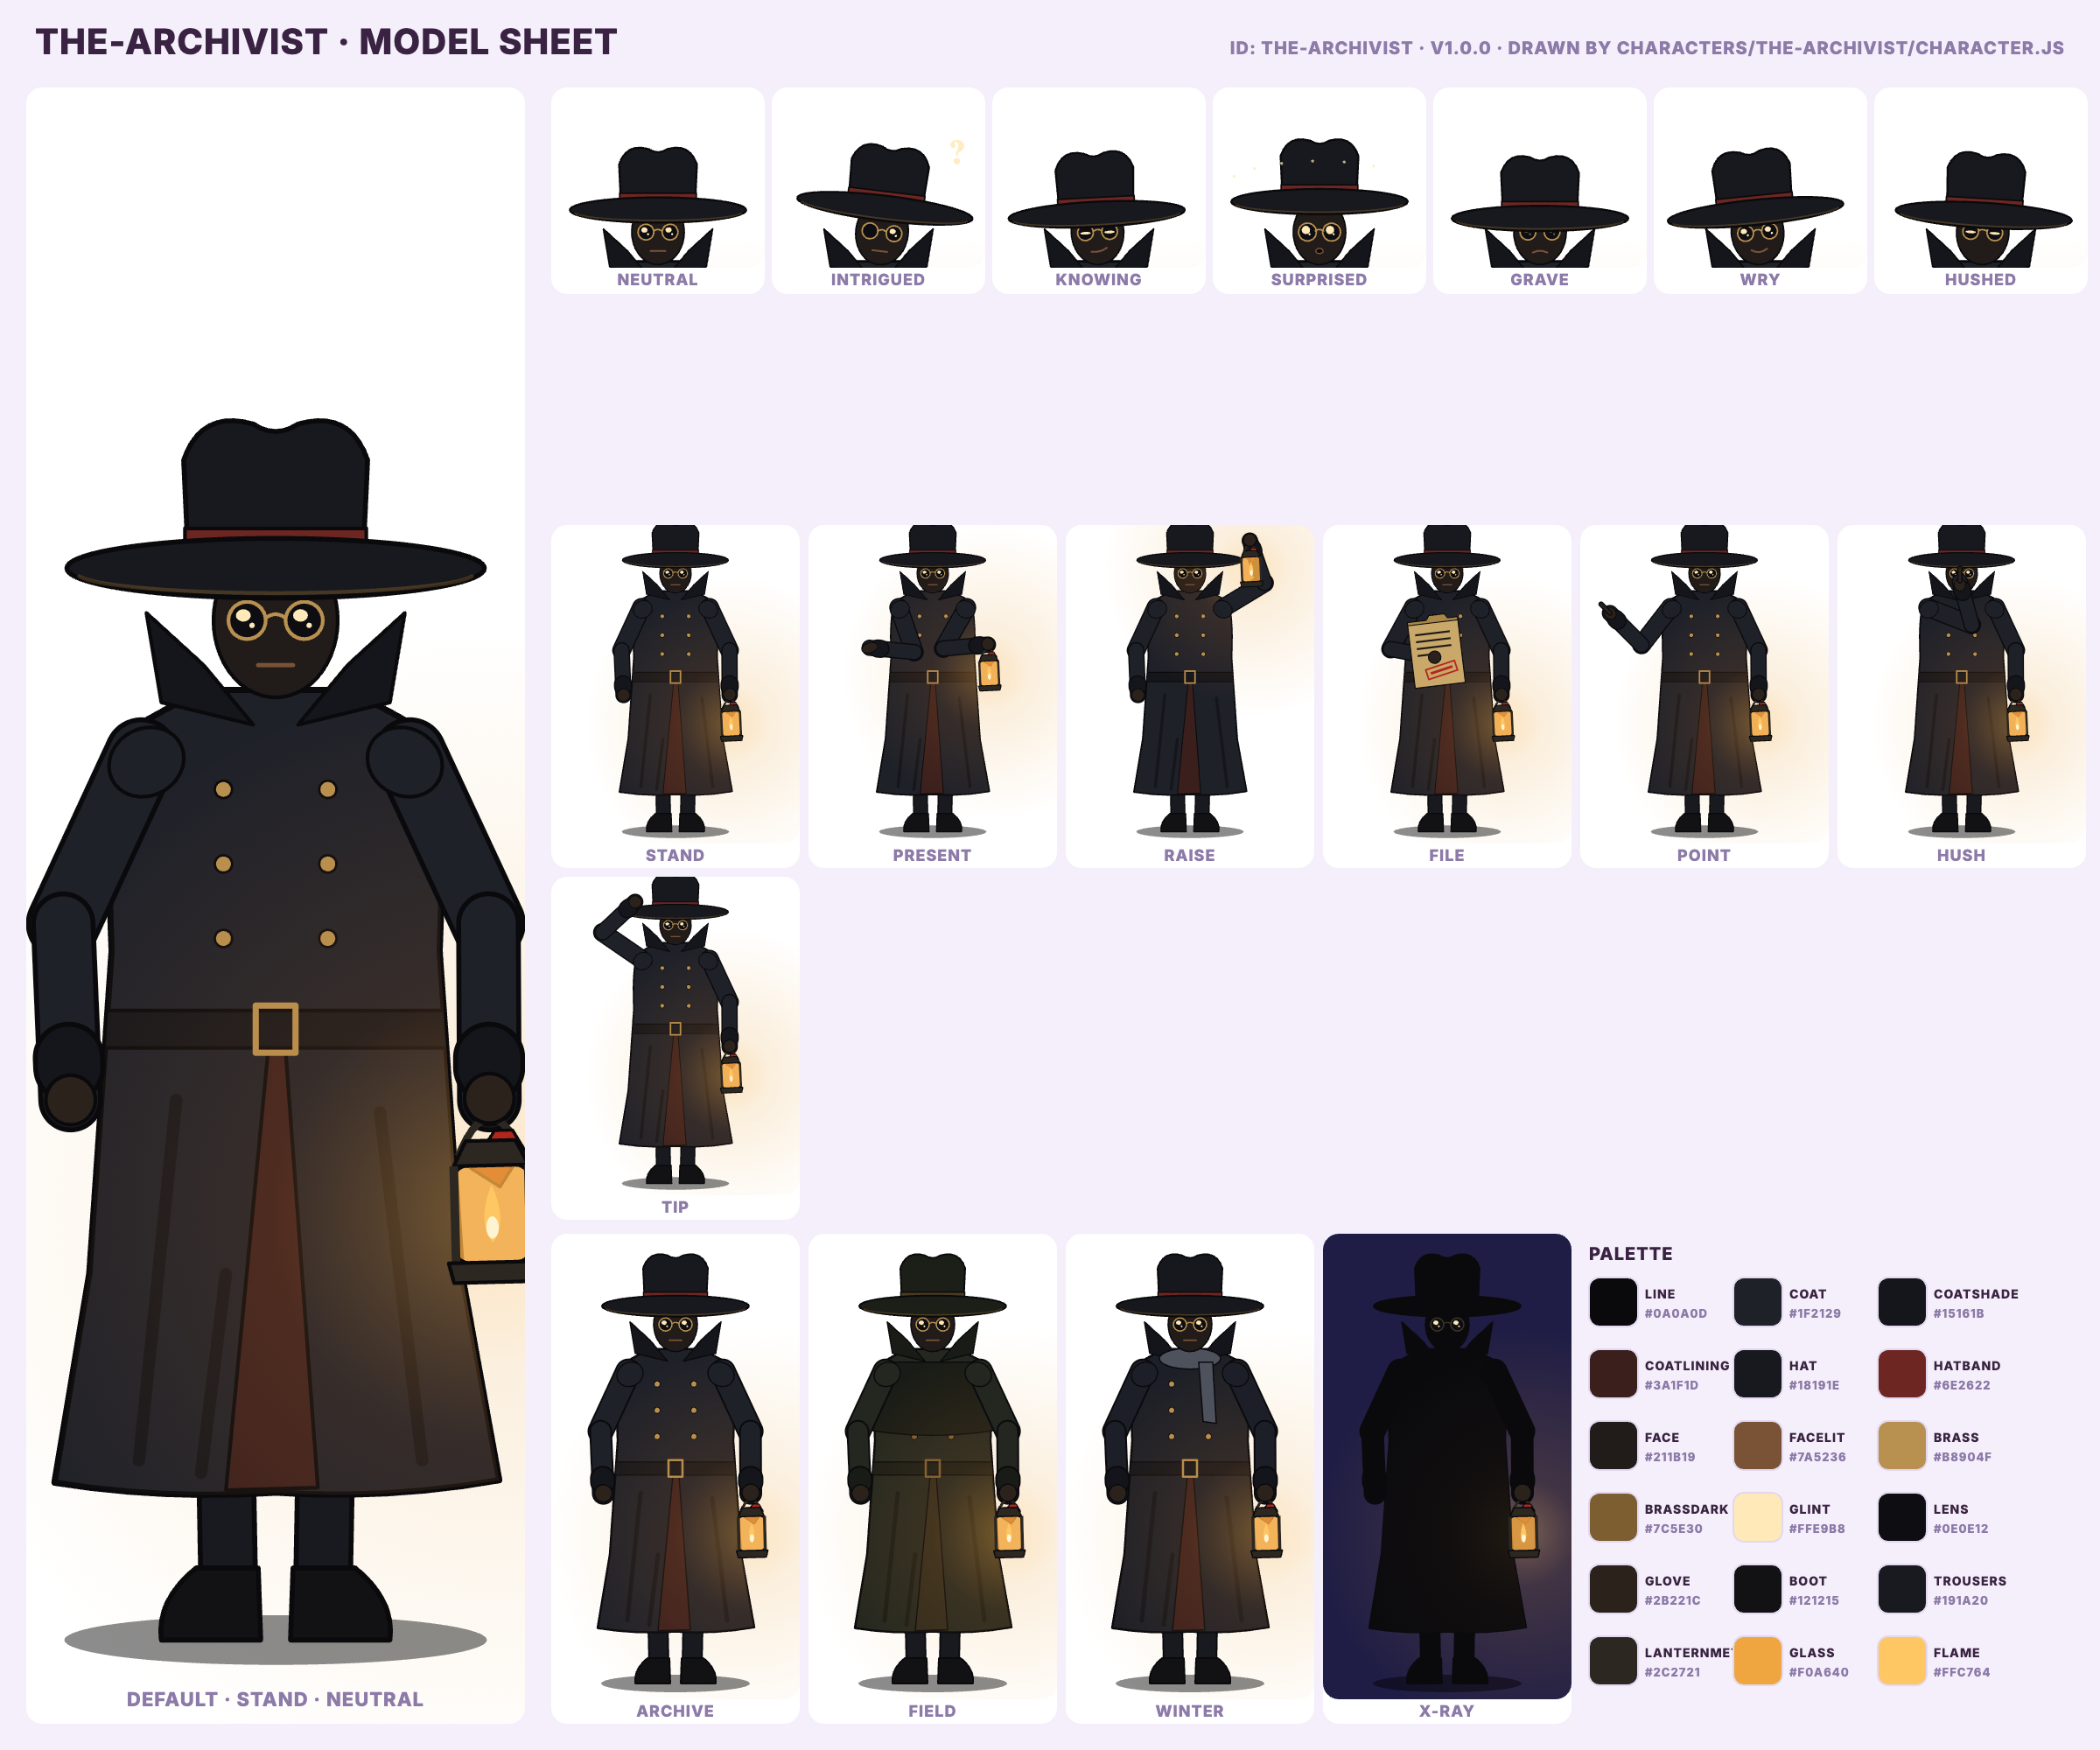 THE-ARCHIVIST · MODEL SHEET
ID: THE-ARCHIVIST · V1.0.0 · DRAWN BY CHARACTERS/THE-ARCHIVIST/CHARACTER.JS
?
NEUTRAL
INTRIGUED
KNOWING
SURPRISED
GRAVE
WRY
HUSHED
STAND
PRESENT
RAISE
FILE
POINT
HUSH
TIP
DEFAULT · STAND · NEUTRAL
ARCHIVE
FIELD
WINTER
X-RAY
PALETTE
LINE
#0A0A0D
COAT
#1F2129
COATSHADE
#15161B
COATLINING
#3A1F1D
HAT
#18191E
HATBAND
#6E2622
FACE
#211B19
FACELIT
#7A5236
BRASS
#B8904F
BRASSDARK
#7C5E30
GLINT
#FFE9B8
LENS
#0E0E12
GLOVE
#2B221C
BOOT
#121215
TROUSERS
#191A20
LANTERNME
#2C2721
GLASS
#F0A640
FLAME
#FFC764